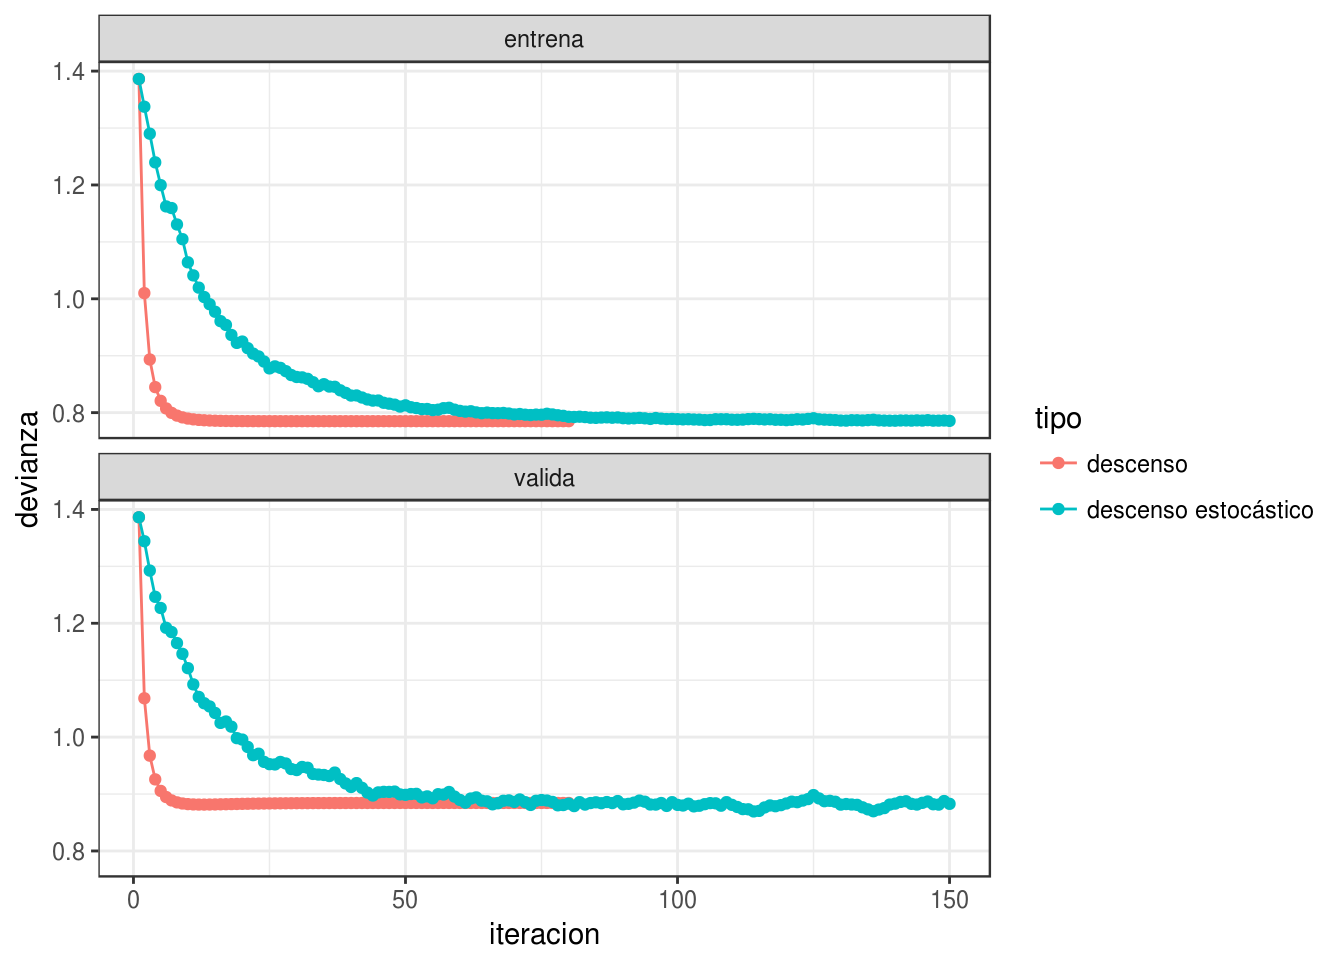 entrena
1.4
1.2
1.0
0.8
valida
1.4
1.2
1.0
0.8
0
50
100
150
iteracion
devianza
tipo
descenso
descenso estocástico